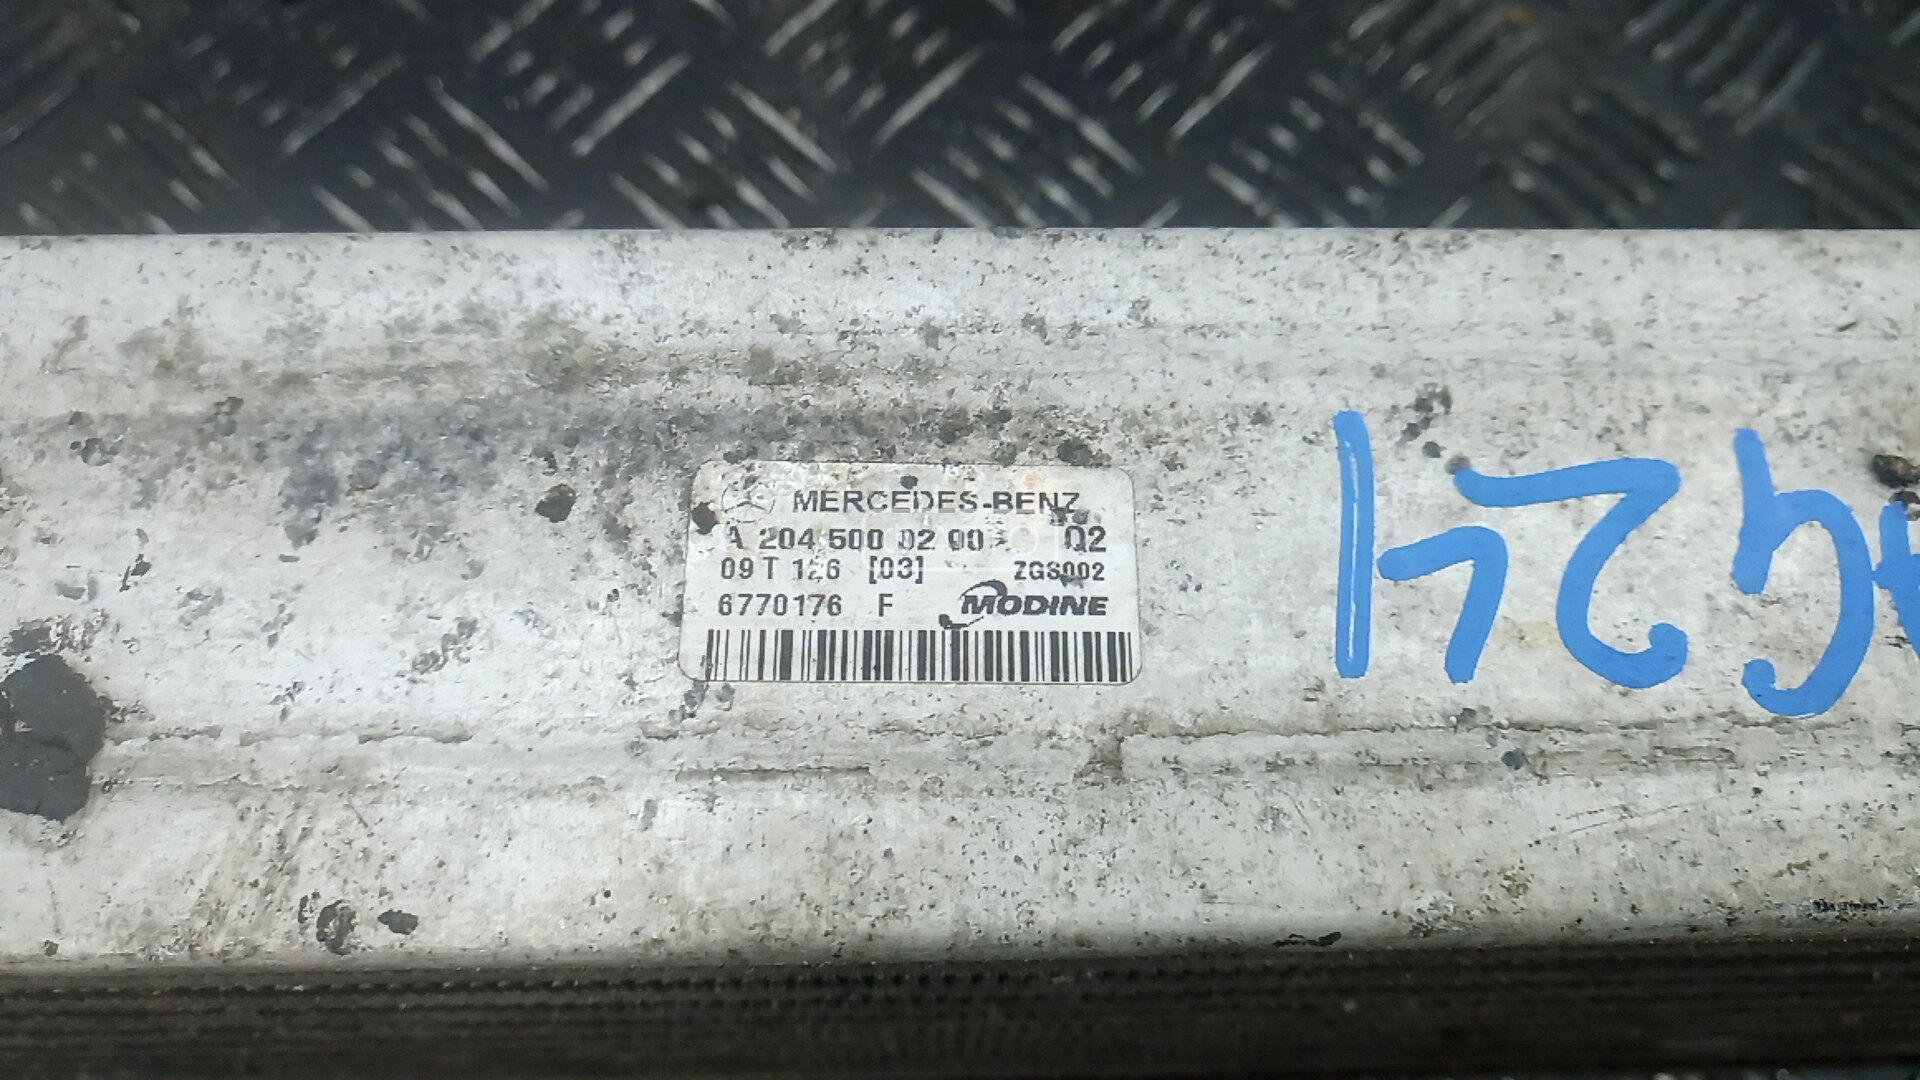 MERCEDES-BENZ
A 204 500 02 00 Q2
09 T 126 [03] ZGS002
6770176 F MODINE